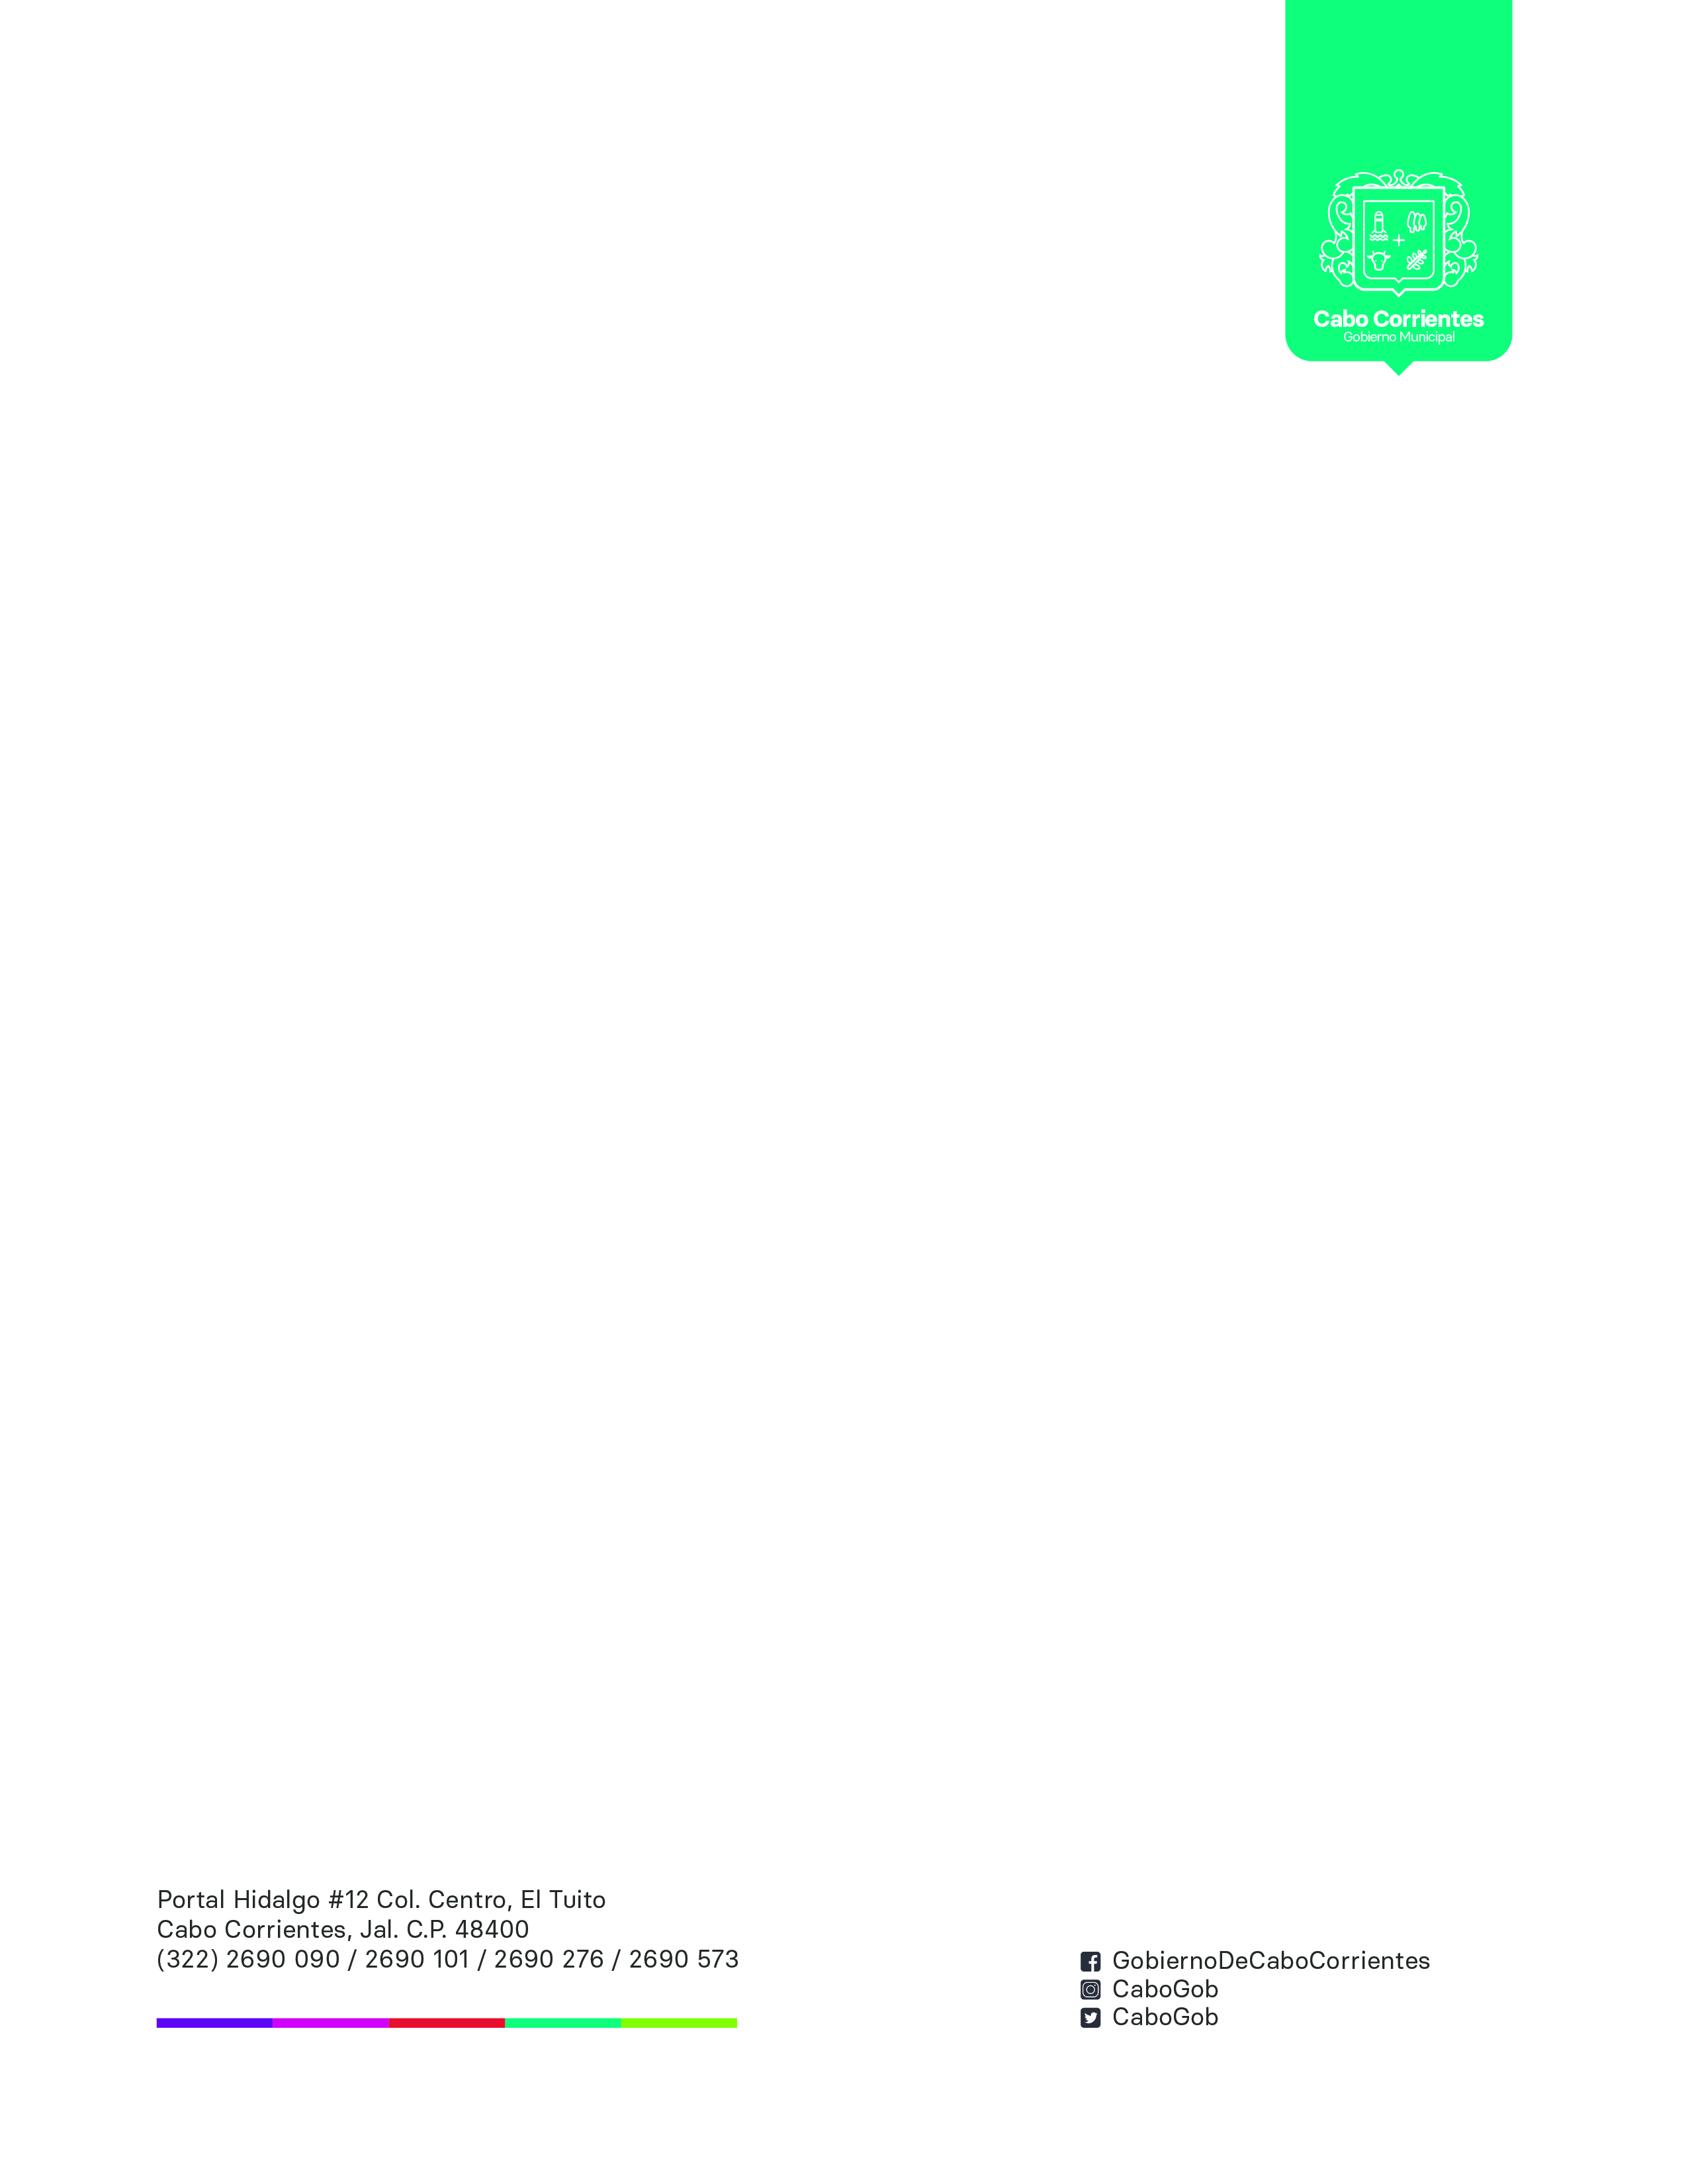 Cabo Corrientes
Gobierno Municipal
Portal Hidalgo #12 Col. Centro, El Tuito
Cabo Corrientes, Jal. C.P. 48400
(322) 2690 090 / 2690 101 / 2690 276 / 2690 573
GobiernoDeCaboCorrientes
CaboGob
CaboGob